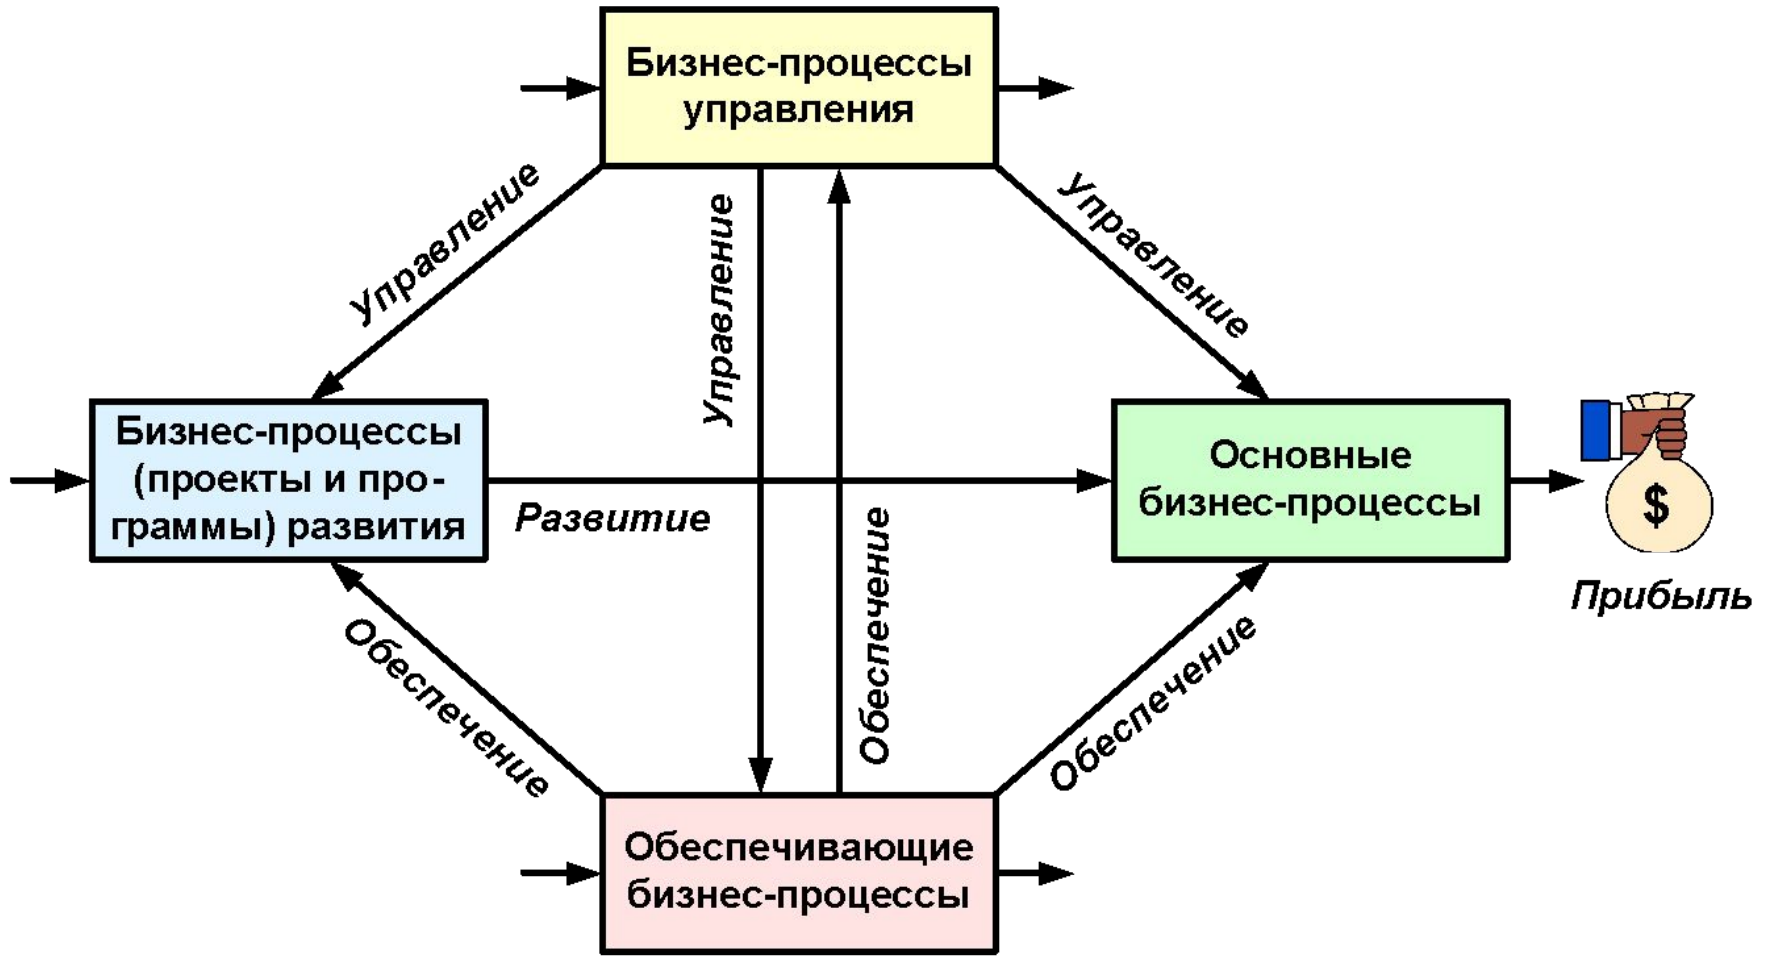 Бизнес-процессы
управления
Управление
Управление
Управление
Бизнес-процессы
(проекты и про-
граммы) развития
Развитие
Основные
бизнес-процессы
$
Прибыль
Обеспечение
Обеспечение
Обеспечение
Обеспечивающие
бизнес-процессы